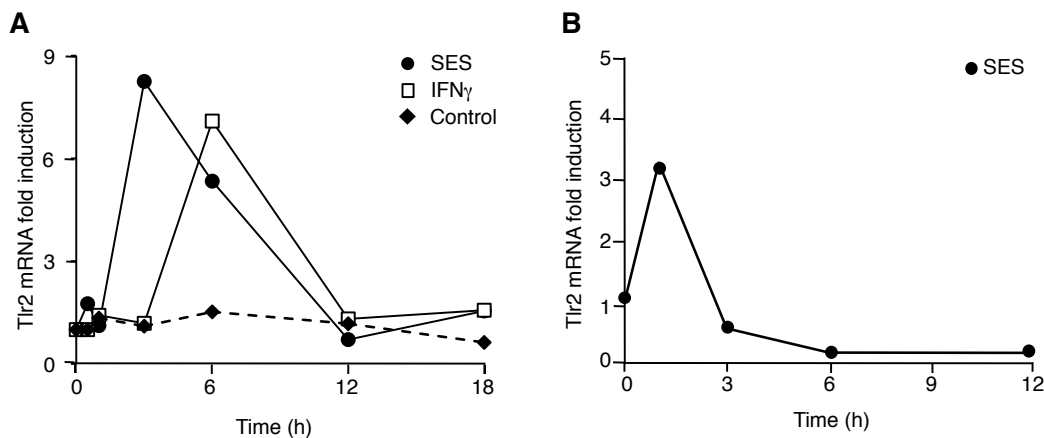 A
Tlr2 mRNA fold induction
9
6
3
0
0 6 12 18
Time (h)
SES
IFNγ
Control
B
Tlr2 mRNA fold induction
5
4
3
2
1
0
0 3 6 9 12
Time (h)
SES